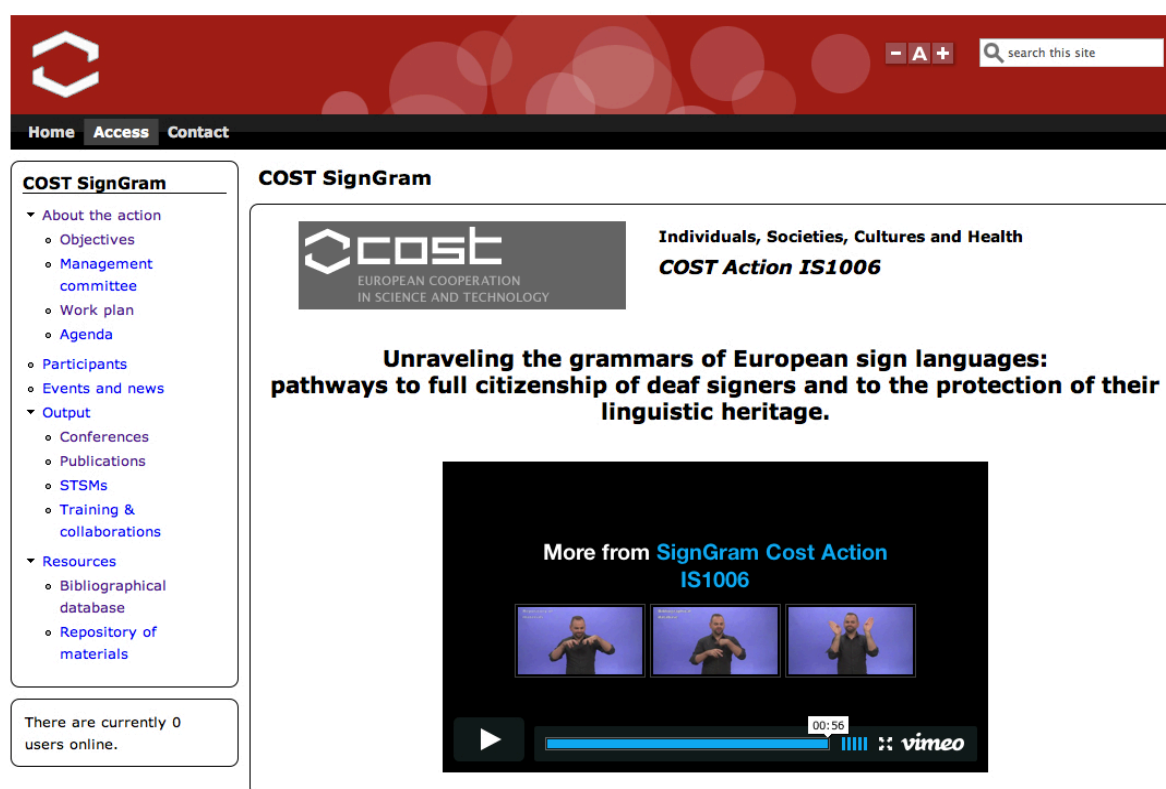 - A +
search this site
Home Access Contact
COST SignGram
About the action
Objectives
Management
committee
Work plan
Agenda
Participants
Events and news
Output
Conferences
Publications
STSMs
Training &
collaborations
Resources
Bibliographical
database
Repository of
materials
There are currently 0
users online.
COST SignGram
cost
EUROPEAN COOPERATION
IN SCIENCE AND TECHNOLOGY
Individuals, Societies, Cultures and Health
COST Action IS1006
Unraveling the grammars of European sign languages:
pathways to full citizenship of deaf signers and to the protection of their
linguistic heritage.
More from SignGram Cost Action
IS1006
00:56
vimeo